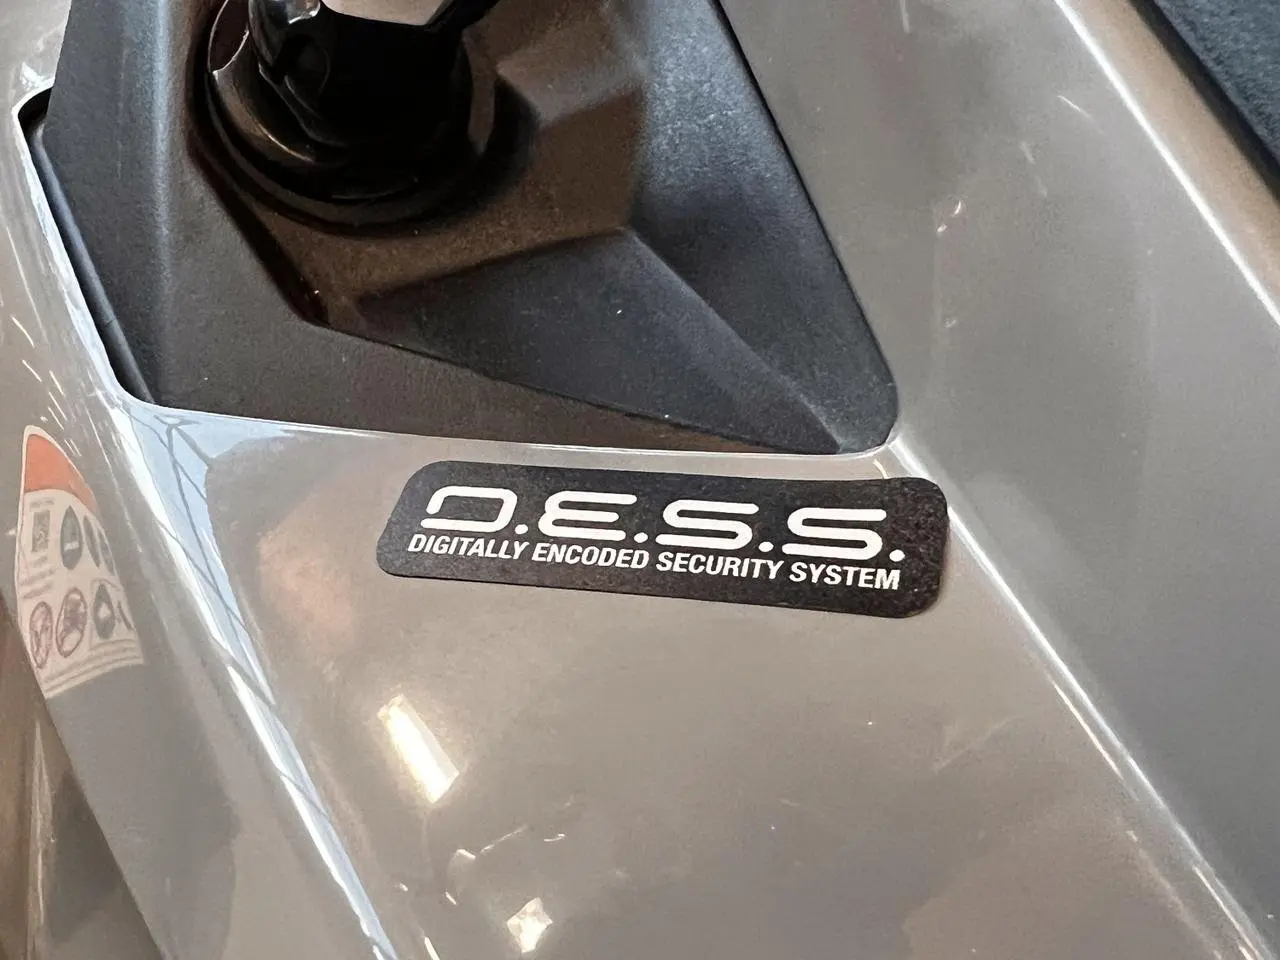 D.E.S.S.
DIGITALLY ENCODED SECURITY SYSTEM